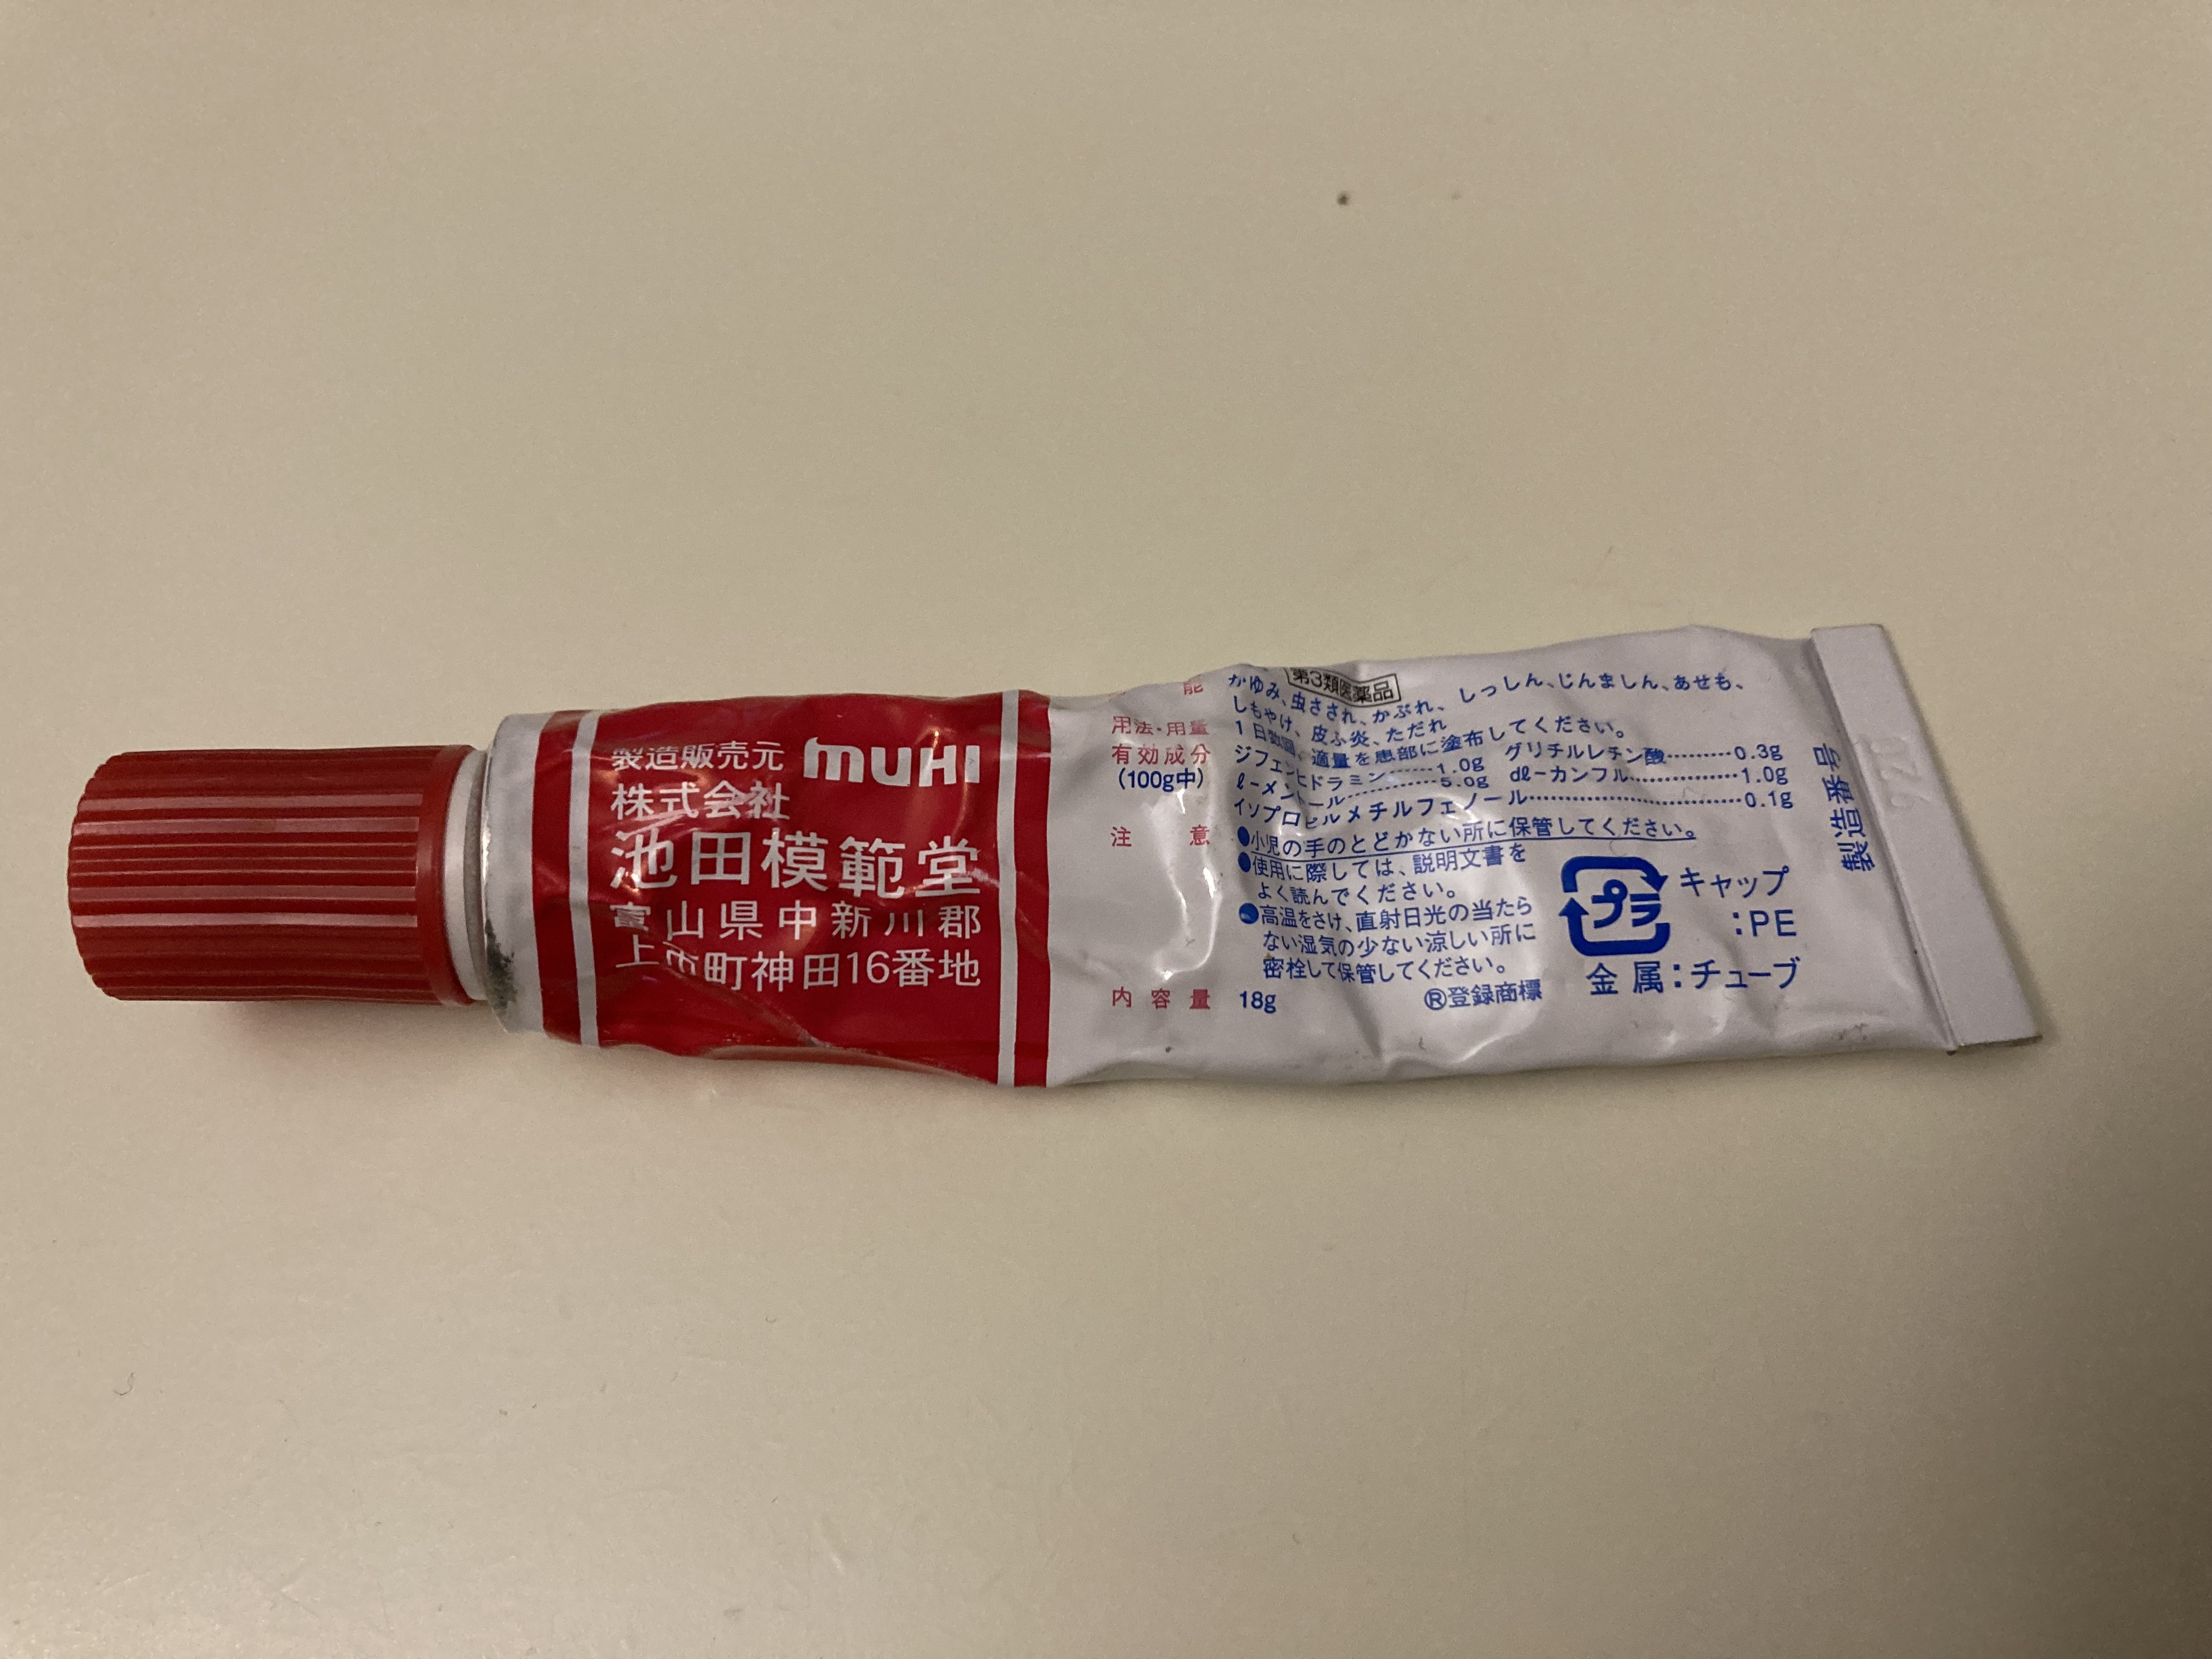 製造販売元 MUHI
株式会社
池田模範堂
富山県中新川郡
上市町神田16番地
第3類医薬品
能 かゆみ、虫さされ、かぶれ、しっしん、じんましん、あせも、
しもやけ、皮ふ炎、ただれ
用法・用量 1日数回、適量を患部に塗布してください。
有効成分 ジフェンヒドラミン……1.0g グリチルレチン酸………0.3g
(100g中) ℓ-メントール…………5.0g dℓ-カンフル……………1.0g
イソプロピルメチルフェノール……………………………0.1g
注意 ●小児の手のとどかない所に保管してください。
●使用に際しては、説明文書を
よく読んでください。
●高温をさけ、直射日光の当たら
ない湿気の少ない涼しい所に
密栓して保管してください。
内容量 18g
®登録商標
プラ
キャップ
:PE
金属:チューブ
製造番号